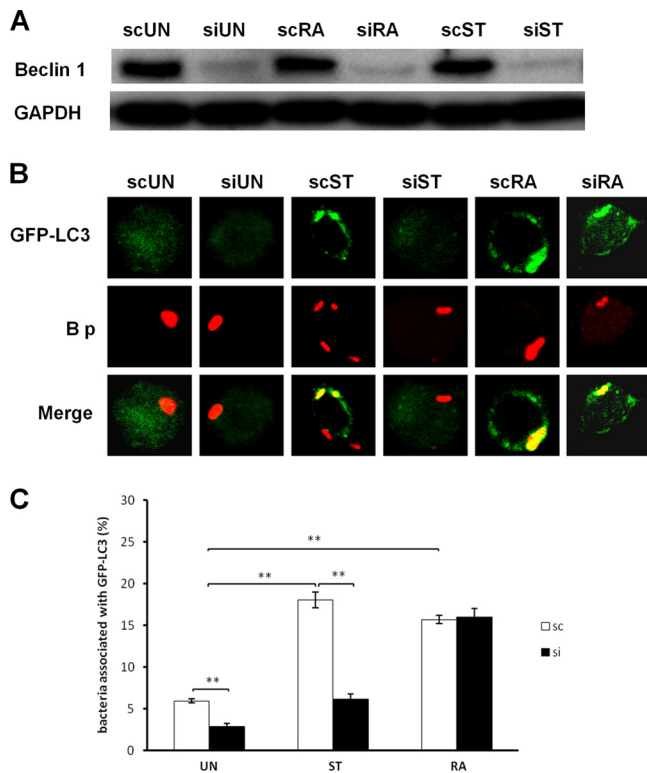 A
scUN siUN scRA siRA scST siST
Beclin 1
GAPDH
B
scUN siUN scST siST scRA siRA
GFP-LC3
B p
Merge
C
bacteria associated with GFP-LC3 (%)
30
25
20
15
10
5
0
**
**
**
**
UN ST RA
sc
si